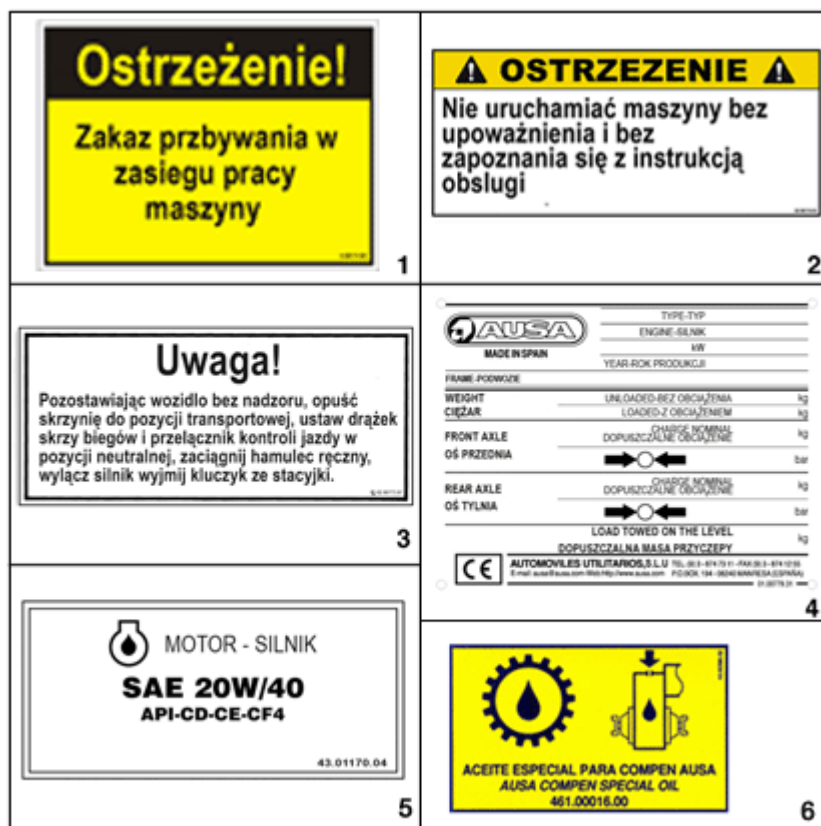 Ostrzeżenie!
Zakaz przbywania w
zasiegu pracy
maszyny
1
OSTRZEZENIE
Nie uruchamiać maszyny bez
upoważnienia i bez
zapoznania się z instrukcją
obslugi
2
Uwaga!
Pozostawiając wozidlo bez nadzoru, opuść
skrzynię do pozycji transportowej, ustaw drążek
skrzy biegów i przelącznik kontroli jazdy w
pozycji neutralnej, zaciągnij hamulec ręczny,
wylącz silnik wyjmij kluczyk ze stacyjki.
3
AUSA
MADE IN SPAIN
TYPE-TYP
ENGINE-SILNIK
kW
YEAR-ROK PRODUKCJI
FRAME-PODWOZIE
WEIGHT UNLOADED-BEZ OBCIĄŻENIA kg
CIĘŻAR LOADED-Z OBCIĄŻENIEM kg
FRONT AXLE CHARGE NOMINAL
DOPUSZCZALNE OBCIĄŻENIE kg
OŚ PRZEDNIA bar
REAR AXLE CHARGE NOMINAL
DOPUSZCZALNE OBCIĄŻENIE kg
OŚ TYLNIA bar
LOAD TOWED ON THE LEVEL kg
DOPUSZCZALNA MASA PRZYCZEPY
CE
AUTOMOVILES UTILITARIOS,S.L.U
4
MOTOR - SILNIK
SAE 20W/40
API-CD-CE-CF4
43.01170.04
5
ACEITE ESPECIAL PARA COMPEN AUSA
AUSA COMPEN SPECIAL OIL
461.00016.00
6